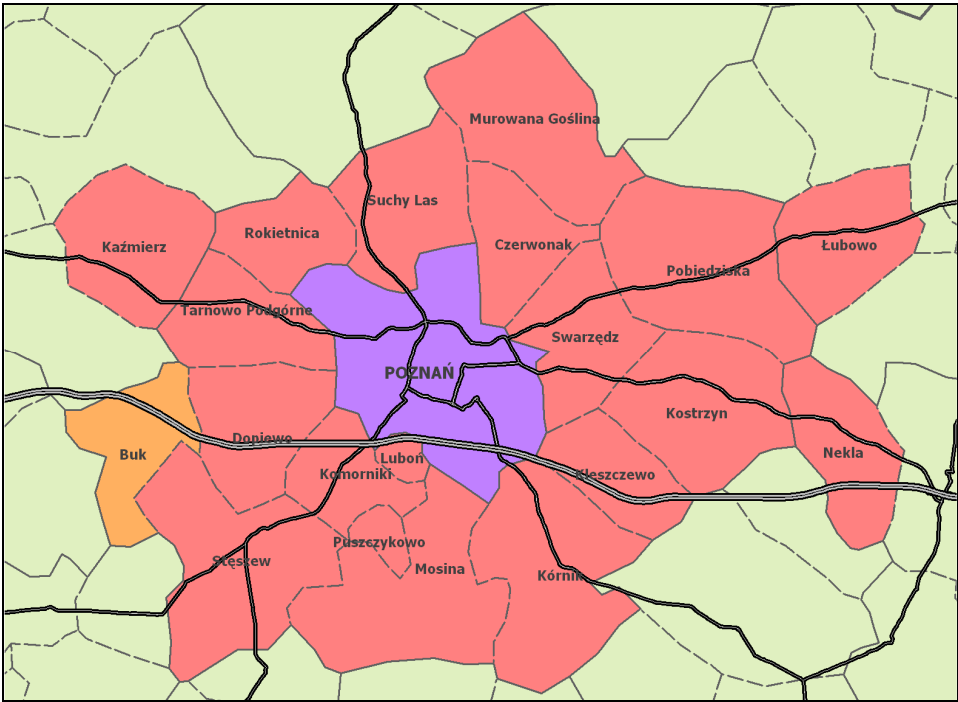 Murowana Goślina
Suchy Las
Rokietnica
Kaźmierz
Czerwonak
Łubowo
Pobiedziska
Tarnowo Podgórne
Swarzędz
POZNAŃ
Kostrzyn
Dopiewo
Buk
Luboń
Nekla
Komorniki
Kleszczewo
Puszczykowo
Stęszew
Mosina
Kórnik